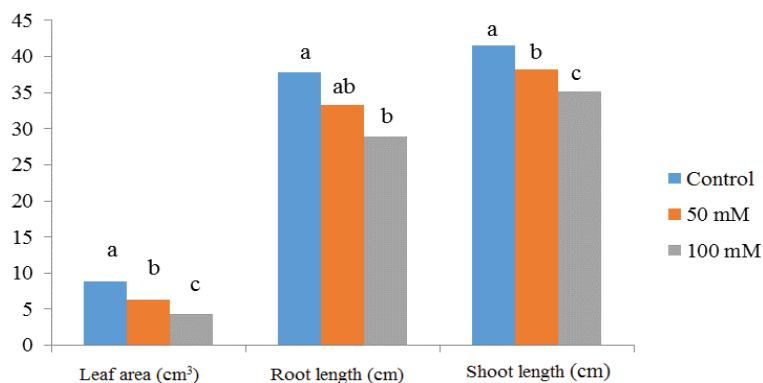 45
40
35
30
25
20
15
10
5
0
a
b
c
a
ab
b
a
b
c
Leaf area (cm³)
Root length (cm)
Shoot length (cm)
Control
50 mM
100 mM